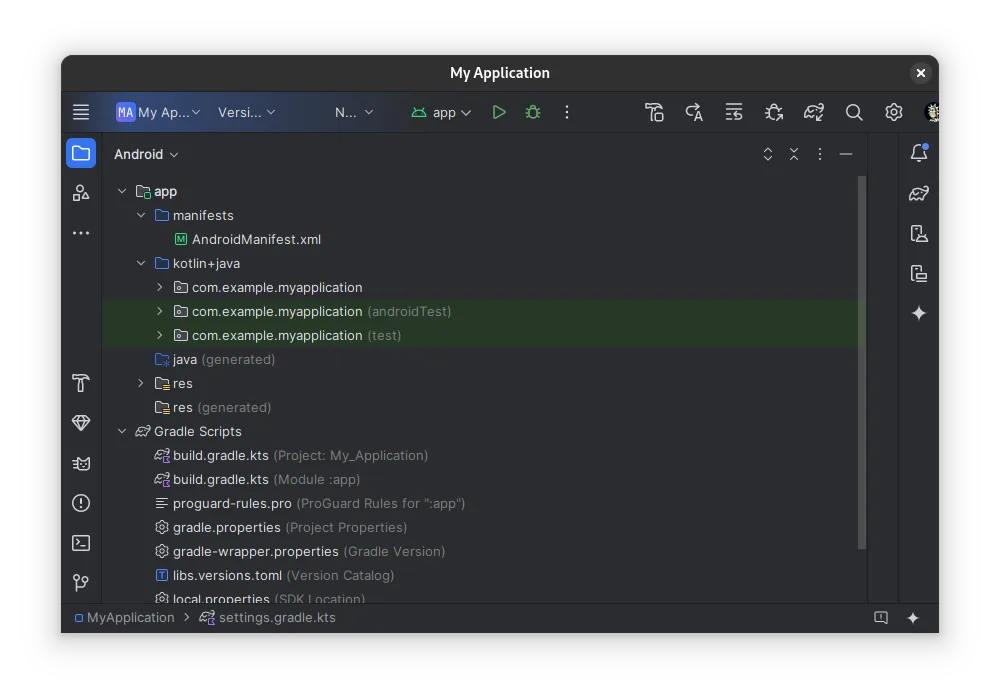 My Application
MA My Ap... Versi... N... app
Android
app
manifests
M AndroidManifest.xml
kotlin+java
com.example.myapplication
com.example.myapplication (androidTest)
com.example.myapplication (test)
java (generated)
res
res (generated)
Gradle Scripts
build.gradle.kts (Project: My_Application)
build.gradle.kts (Module :app)
proguard-rules.pro (ProGuard Rules for ":app")
gradle.properties (Project Properties)
gradle-wrapper.properties (Gradle Version)
T libs.versions.toml (Version Catalog)
local.properties (SDK Location)
MyApplication > settings.gradle.kts